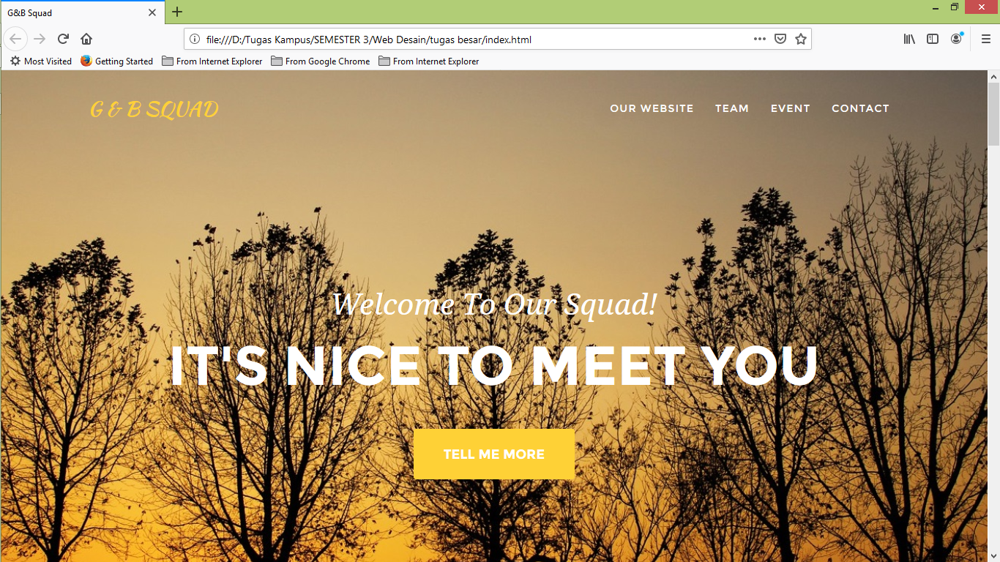 G&B Squad
file:///D:/Tugas Kampus/SEMESTER 3/Web Desain/tugas besar/index.html
Most Visited Getting Started From Internet Explorer From Google Chrome From Internet Explorer
G & B SQUAD
OUR WEBSITE TEAM EVENT CONTACT
Welcome To Our Squad!
IT'S NICE TO MEET YOU
TELL ME MORE